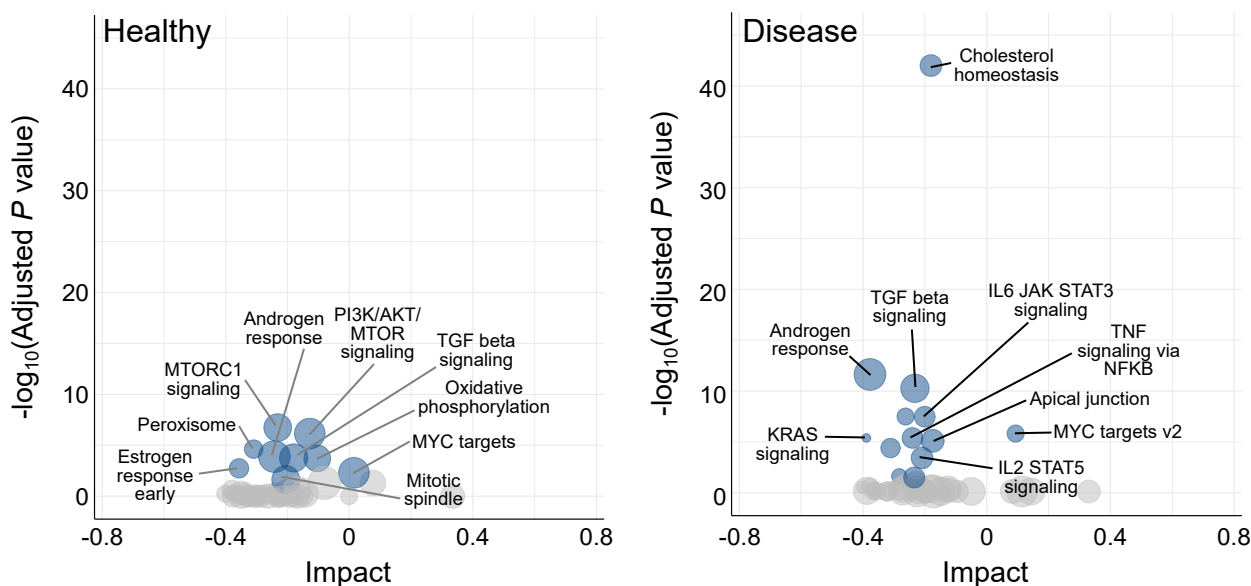 Healthy
-log10(Adjusted P value)
40
30
20
10
0
Androgen
response
PI3K/AKT/
MTOR
signaling
TGF beta
signaling
MTORC1
signaling
Oxidative
phosphorylation
Peroxisome
MYC targets
Estrogen
response
early
Mitotic
spindle
-0.8
-0.4
0
0.4
0.8
Impact
Disease
-log10(Adjusted P value)
40
30
20
10
0
Cholesterol
homeostasis
TGF beta
signaling
IL6 JAK STAT3
signaling
Androgen
response
TNF
signaling via
NFKB
Apical junction
KRAS
signaling
MYC targets v2
IL2 STAT5
signaling
-0.8
-0.4
0
0.4
0.8
Impact